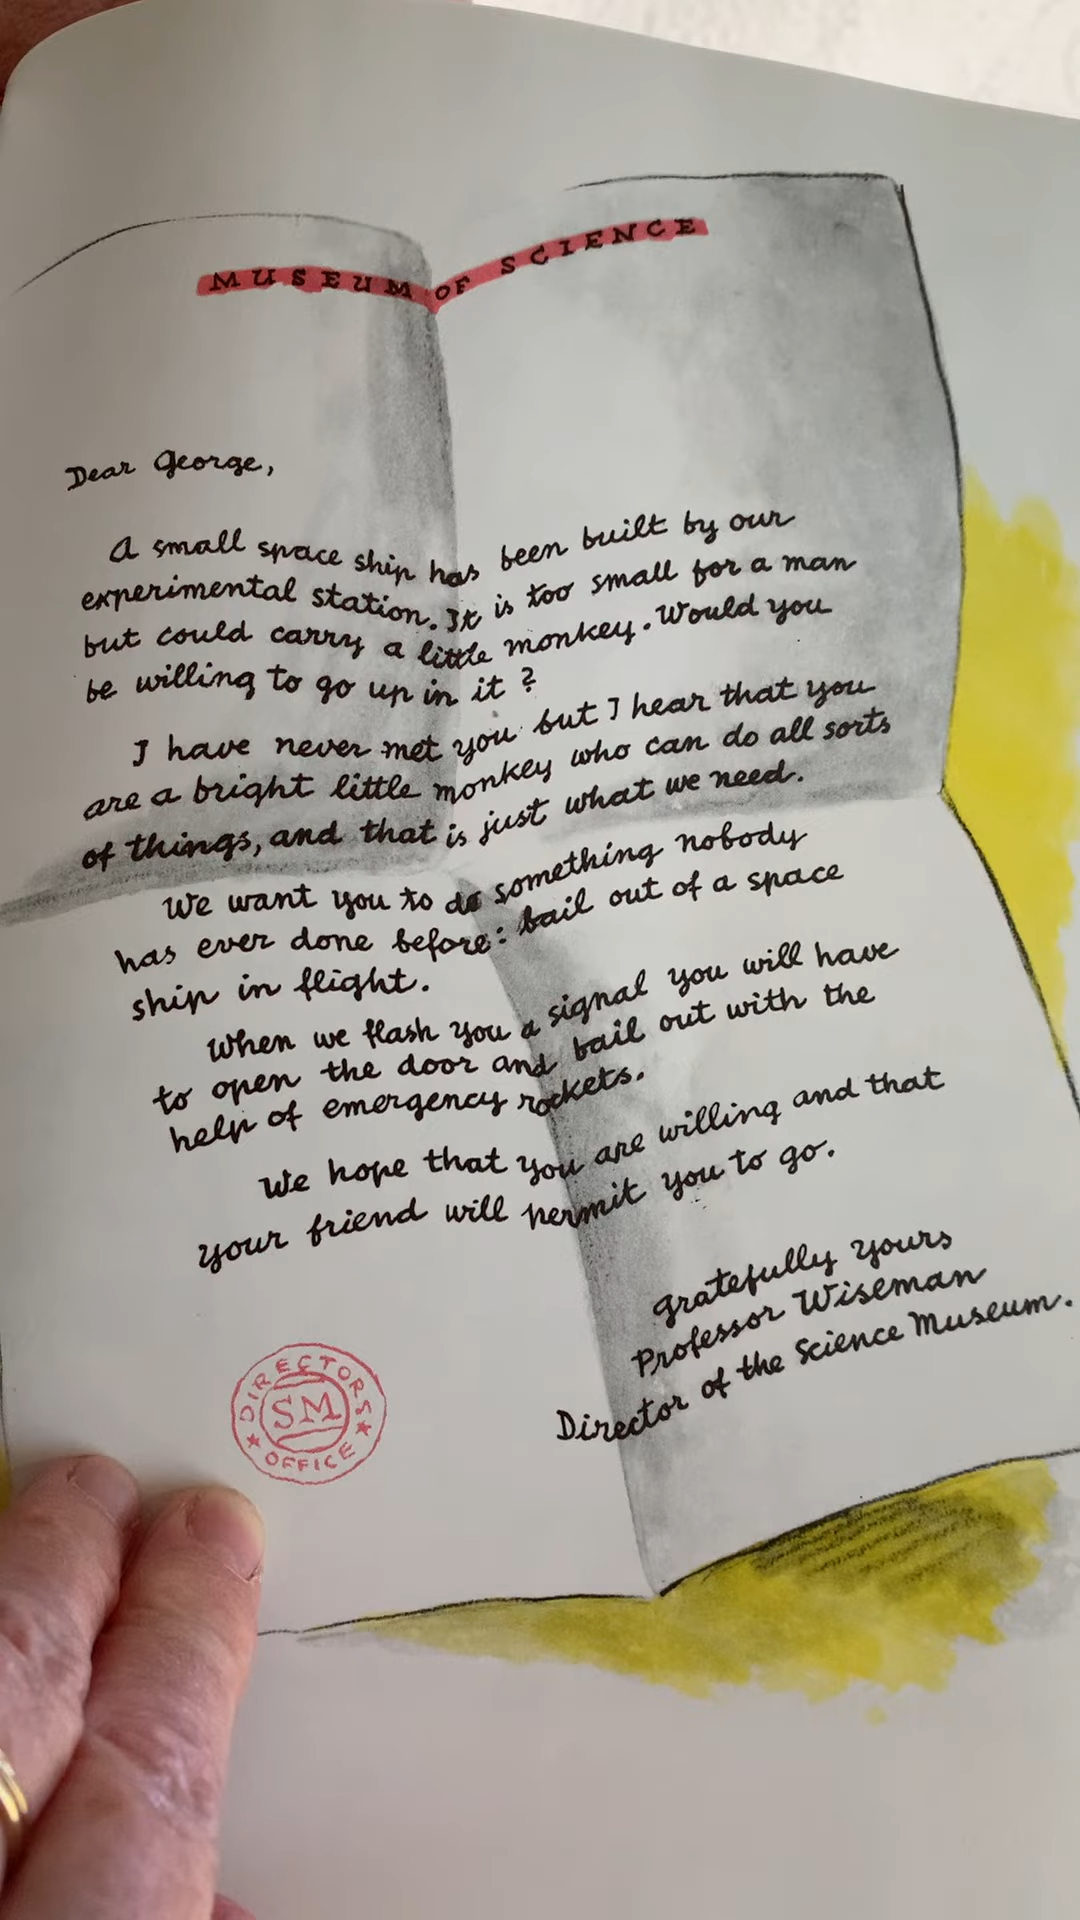 MUSEUM OF SCIENCE
Dear George,
A small space ship has been built by our
experimental station. It is too small for a man
but could carry a little monkey. Would you
be willing to go up in it?
I have never met you but I hear that you
are a bright little monkey who can do all sorts
of things, and that is just what we need.
We want you to do something nobody
has ever done before: bail out of a space
ship in flight.
When we flash you a signal you will have
to open the door and bail out with the
help of emergency rockets.
We hope that you are willing and that
your friend will permit you to go.
Gratefully yours
Professor Wiseman
Director of the Science Museum.
DIRECTORS
SM
OFFICE